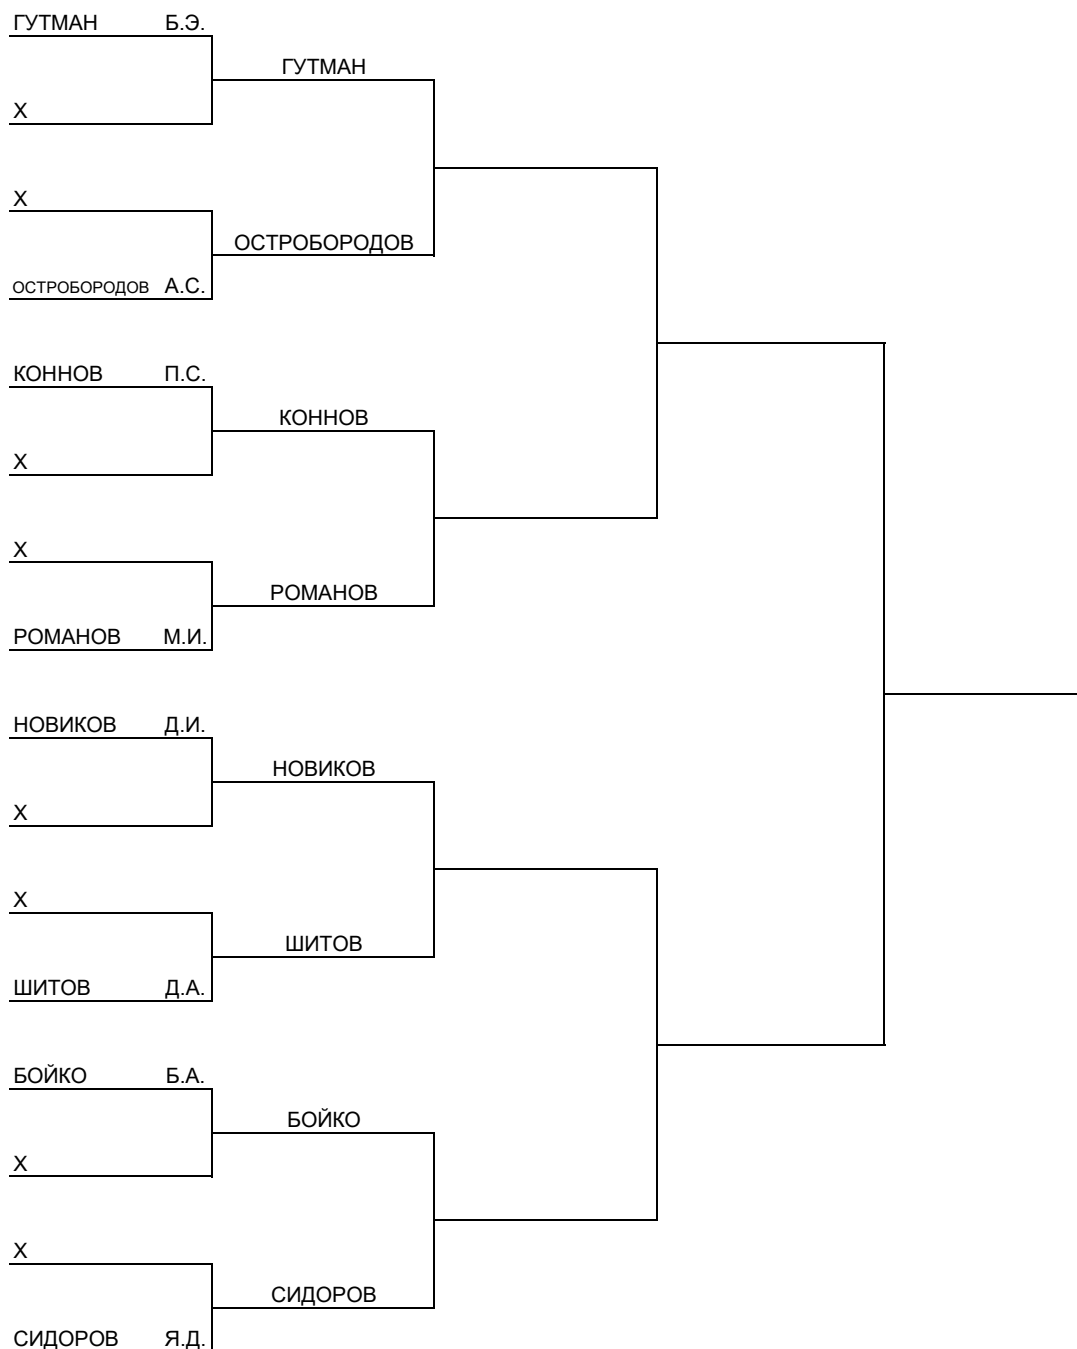 ГУТМАН Б.Э.
ГУТМАН
Х
Х
ОСТРОБОРОДОВ
ОСТРОБОРОДОВ А.С.
КОННОВ П.С.
КОННОВ
Х
Х
РОМАНОВ
РОМАНОВ М.И.
НОВИКОВ Д.И.
НОВИКОВ
Х
Х
ШИТОВ
ШИТОВ Д.А.
БОЙКО Б.А.
БОЙКО
Х
Х
СИДОРОВ
СИДОРОВ Я.Д.